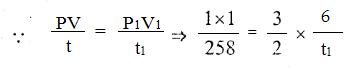 ∵ PV/t = P₁V₁/t₁ ⇒ 1×1/258 = 3/2 × 6/t₁